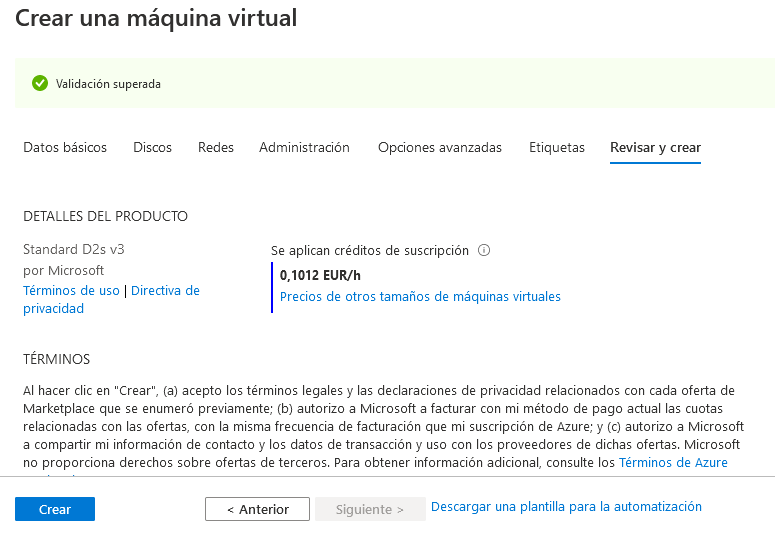 Crear una máquina virtual
Validación superada
Datos básicos Discos Redes Administración Opciones avanzadas Etiquetas Revisar y crear
DETALLES DEL PRODUCTO
Standard D2s v3
por Microsoft
Términos de uso | Directiva de
privacidad
Se aplican créditos de suscripción
0,1012 EUR/h
Precios de otros tamaños de máquinas virtuales
TÉRMINOS
Al hacer clic en "Crear", (a) acepto los términos legales y las declaraciones de privacidad relacionados con cada oferta de
Marketplace que se enumeró previamente; (b) autorizo a Microsoft a facturar con mi método de pago actual las cuotas
relacionadas con las ofertas, con la misma frecuencia de facturación que mi suscripción de Azure; y (c) autorizo a Microsoft
a compartir mi información de contacto y los datos de transacción y uso con los proveedores de dichas ofertas. Microsoft
no proporciona derechos sobre ofertas de terceros. Para obtener información adicional, consulte los Términos de Azure
Crear < Anterior Siguiente > Descargar una plantilla para la automatización